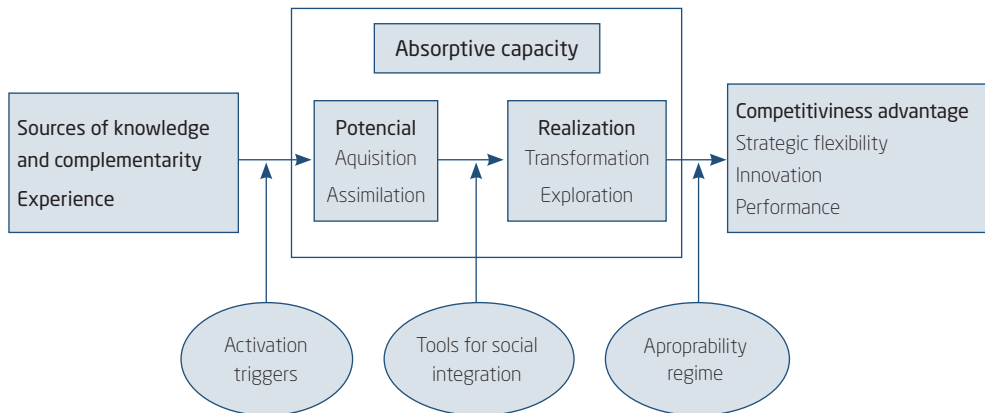 Absorptive capacity
Sources of knowledge
and complementarity
Experience
Potencial
Aquisition
Assimilation
Realization
Transformation
Exploration
Competitiviness advantage
Strategic flexibility
Innovation
Performance
Activation
triggers
Tools for social
integration
Aproprability
regime